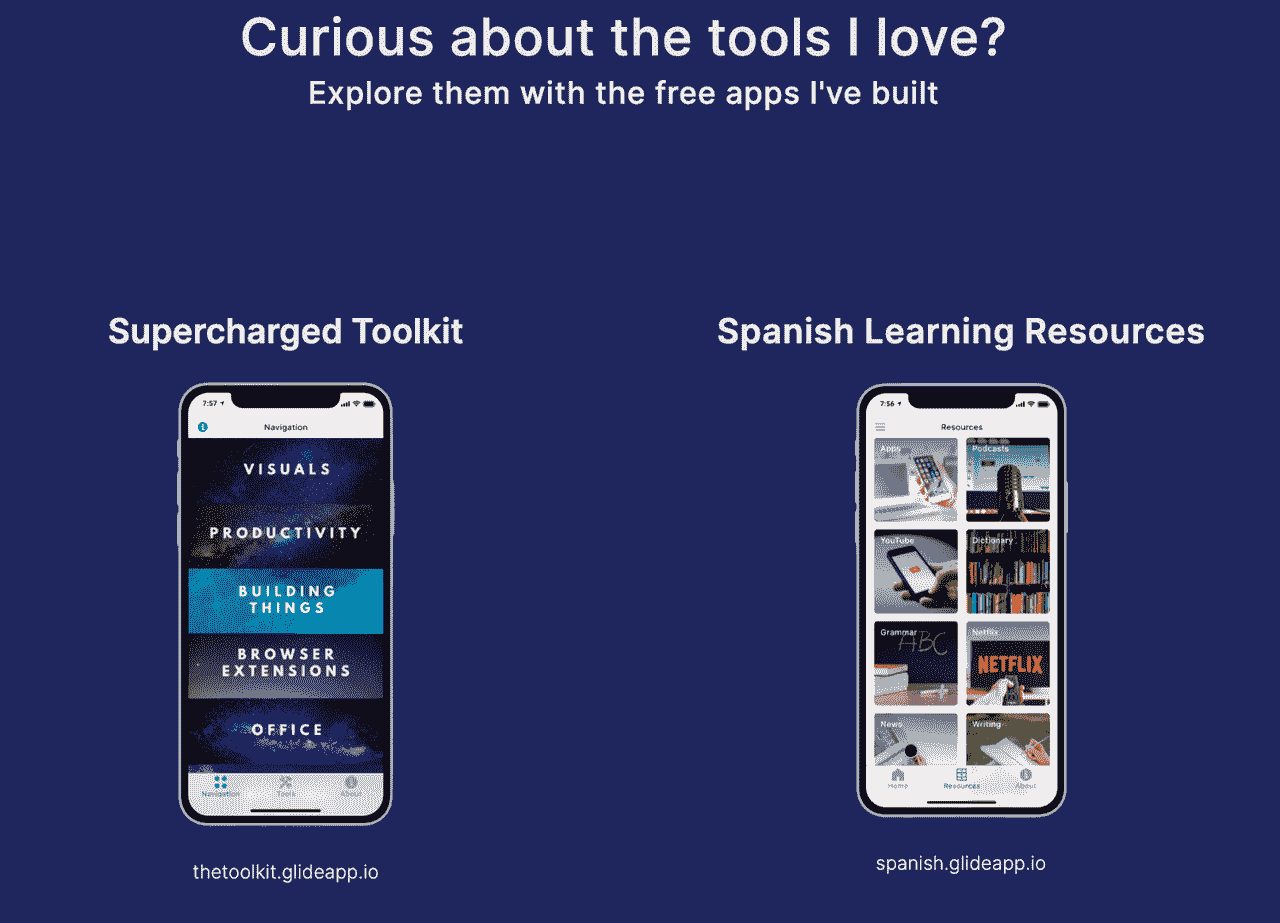 Curious about the tools I love?
Explore them with the free apps I've built
Supercharged Toolkit
7:57
Navigation
VISUALS
PRODUCTIVITY
BUILDING
THINGS
BROWSER
EXTENSIONS
OFFICE
Navigation
Tools
About
thetoolkit.glideapp.io
Spanish Learning Resources
7:56
Resources
Apps
Podcasts
YouTube
Dictionary
Grammar
ABC
Netflix
NETFLIX
News
Writing
Home
Resources
About
spanish.glideapp.io